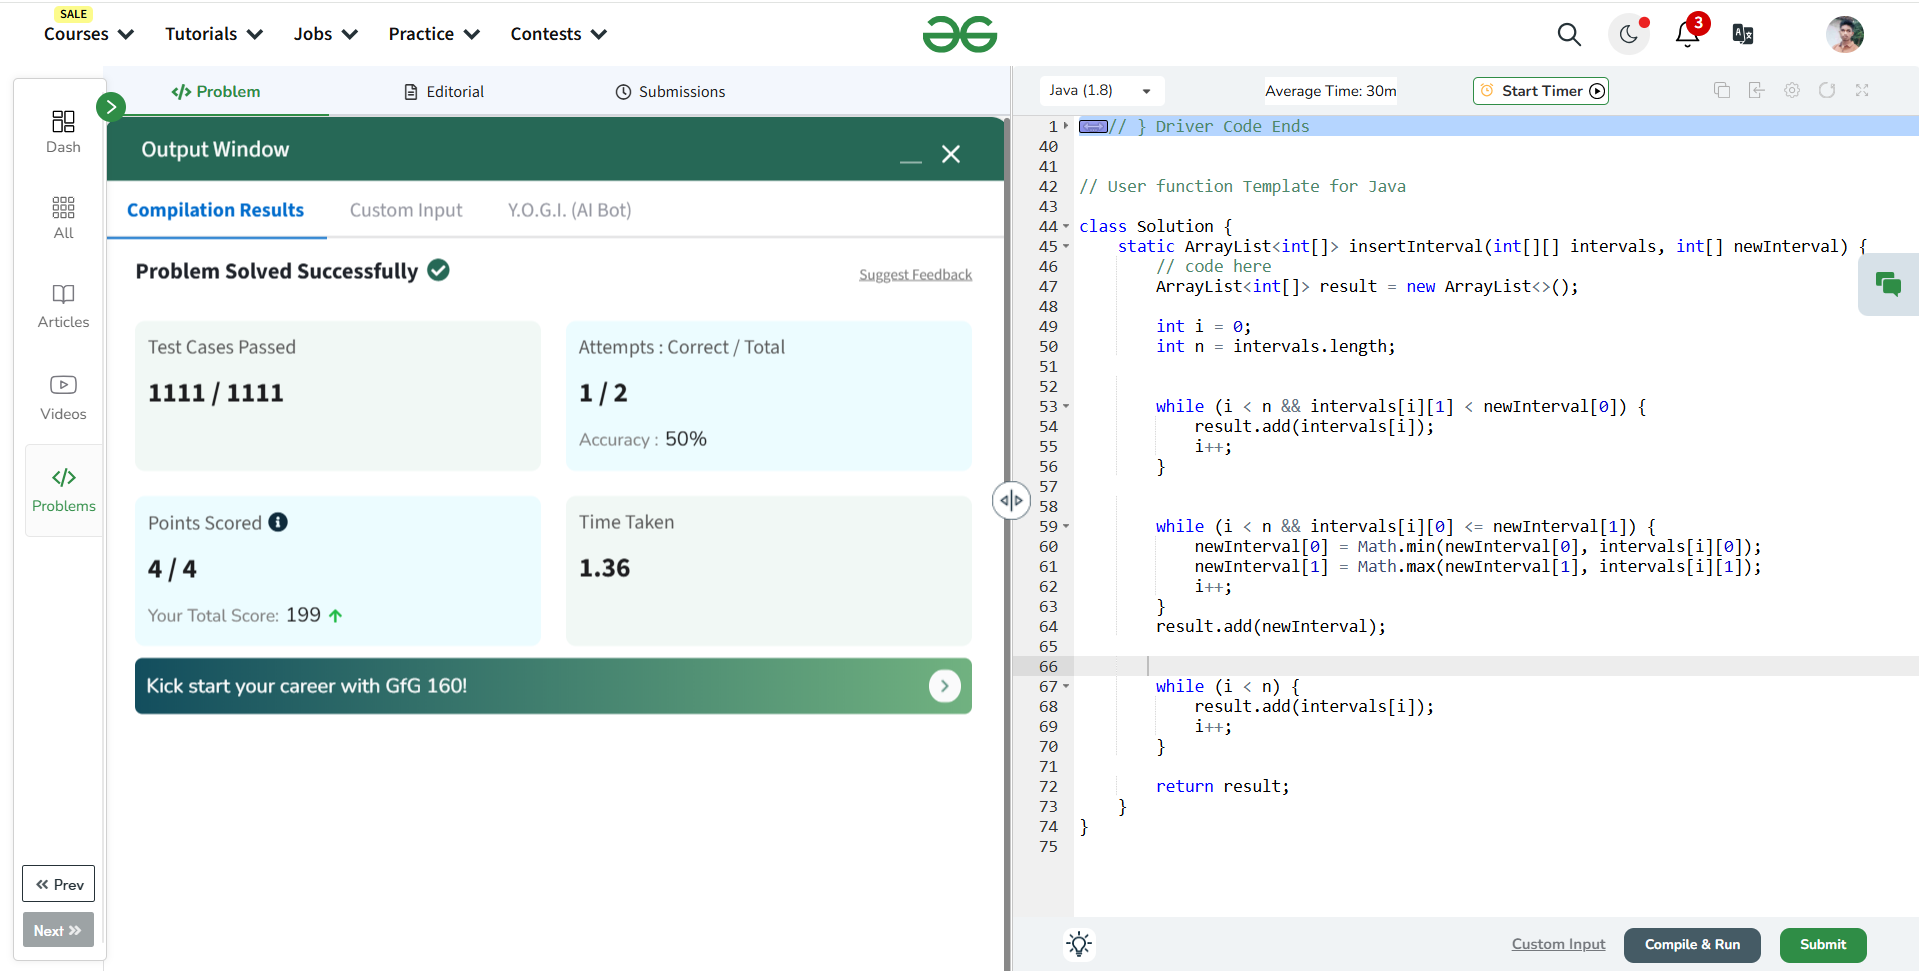 SALE
Courses Tutorials Jobs Practice Contests
3
Problem Editorial Submissions
Dash
All
Articles
Videos
Problems
Prev
Next
Output Window
Compilation Results Custom Input Y.O.G.I. (AI Bot)
Problem Solved Successfully
Suggest Feedback
Test Cases Passed
1111 / 1111
Attempts : Correct / Total
1 / 2
Accuracy : 50%
Points Scored
4 / 4
Your Total Score: 199
Time Taken
1.36
Kick start your career with GfG 160!
Java (1.8) Average Time: 30m Start Timer
1 // } Driver Code Ends
40
41
42 // User function Template for Java
43
44 class Solution {
45 static ArrayList<int[]> insertInterval(int[][] intervals, int[] newInterval) {
46 // code here
47 ArrayList<int[]> result = new ArrayList<>();
48
49 int i = 0;
50 int n = intervals.length;
51
52
53 while (i < n && intervals[i][1] < newInterval[0]) {
54 result.add(intervals[i]);
55 i++;
56 }
57
58
59 while (i < n && intervals[i][0] <= newInterval[1]) {
60 newInterval[0] = Math.min(newInterval[0], intervals[i][0]);
61 newInterval[1] = Math.max(newInterval[1], intervals[i][1]);
62 i++;
63 }
64 result.add(newInterval);
65
66
67 while (i < n) {
68 result.add(intervals[i]);
69 i++;
70 }
71
72 return result;
73 }
74 }
75
Custom Input Compile & Run Submit